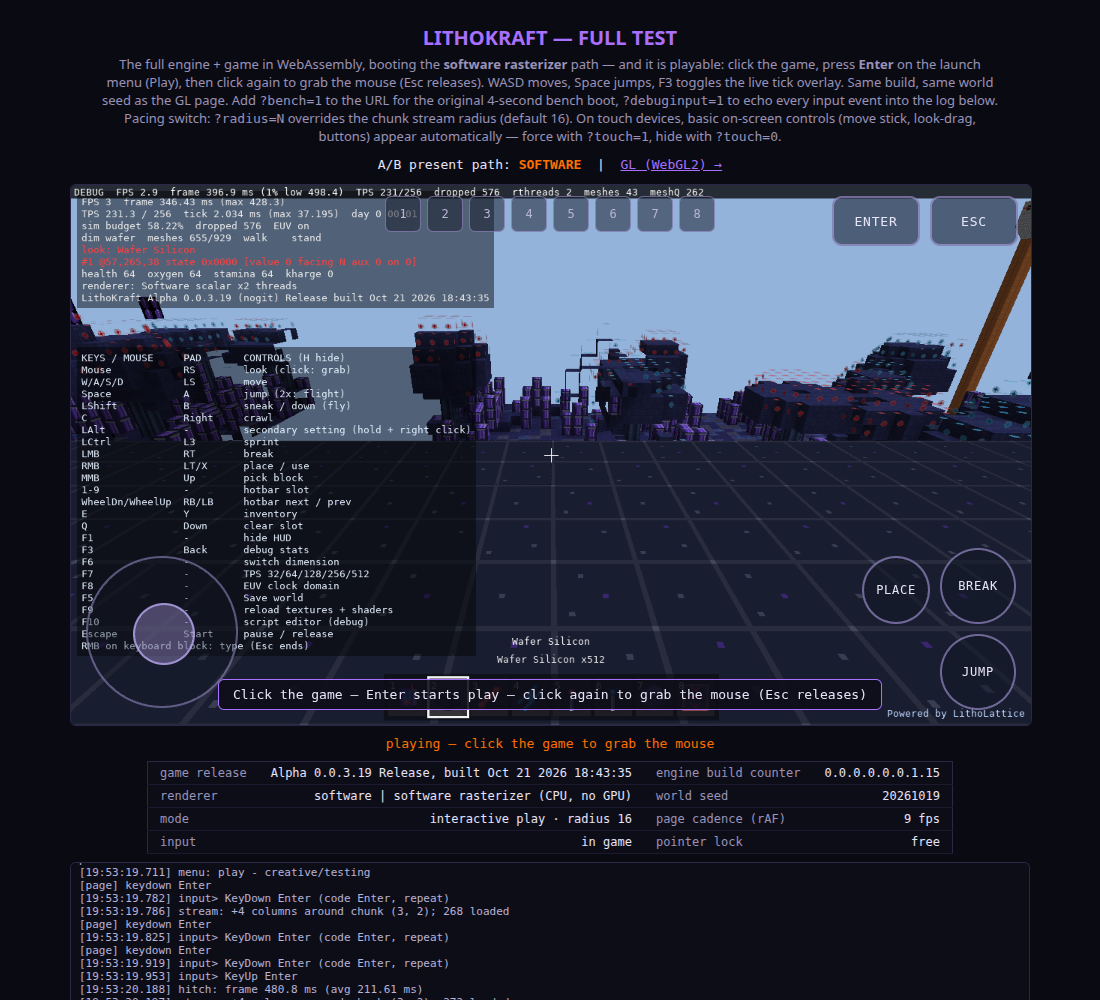 LITHOKRAFT — FULL TEST
The full engine + game in WebAssembly, booting the software rasterizer path — and it is playable: click the game, press Enter on the launch
menu (Play), then click again to grab the mouse (Esc releases). WASD moves, Space jumps, F3 toggles the live tick overlay. Same build, same world
seed as the GL page. Add ?bench=1 to the URL for the original 4-second bench boot, ?debuginput=1 to echo every input event into the log below.
Pacing switch: ?radius=N overrides the chunk stream radius (default 16). On touch devices, basic on-screen controls (move stick, look-drag,
buttons) appear automatically — force with ?touch=1, hide with ?touch=0.
A/B present path: SOFTWARE | GL (WebGL2) →
DEBUG FPS 2.9 frame 396.9 ms (1% low 498.4) TPS 231/256 dropped 576 rthreads 2 meshes 43 meshQ 262
FPS 3 frame 346.43 ms (max 428.3)
TPS 231.3 / 256 tick 2.034 ms (max 37.195) day 0
sim budget 58.22% dropped 576 EUV on
dim wafer meshes 655/929 walk stand
look: Wafer Silicon
#1 @57,265,38 state 0x0000 [value 0 facing N aux 0 on 0]
health 64 oxygen 64 stamina 64 kharge 0
renderer: Software scalar x2 threads
LithoKraft Alpha 0.0.3.19 (nogit) Release built Oct 21 2026 18:43:35
1 2 3 4 5 6 7 8
ENTER ESC
KEYS / MOUSE PAD CONTROLS (H hide)
Mouse RS look (click: grab)
W/A/S/D LS move
Space A jump (2x: flight)
LShift B sneak / down (fly)
C Right crawl
LAlt - secondary setting (hold + right click)
LCtrl L3 sprint
LMB RT break
RMB LT/X place / use
MMB Up pick block
1-9 - hotbar slot
WheelDn/WheelUp RB/LB hotbar next / prev
E Y inventory
Q Down clear slot
F1 - hide HUD
F3 Back debug stats
F6 - switch dimension
F7 - TPS 32/64/128/256/512
F8 - EUV clock domain
F5 - Save world
F9 - reload textures + shaders
F10 - script editor (debug)
Escape Start pause / release
RMB on keyboard block: type (Esc ends)
PLACE
BREAK
JUMP
Wafer Silicon
Wafer Silicon x512
Click the game — Enter starts play — click again to grab the mouse (Esc releases)
Powered by LithoLattice
playing — click the game to grab the mouse
game release Alpha 0.0.3.19 Release, built Oct 21 2026 18:43:35 engine build counter 0.0.0.0.0.0.1.15
renderer software | software rasterizer (CPU, no GPU) world seed 20261019
mode interactive play · radius 16 page cadence (rAF) 9 fps
input in game pointer lock free
[19:53:19.711] menu: play - creative/testing
[page] keydown Enter
[19:53:19.782] input> KeyDown Enter (code Enter, repeat)
[19:53:19.786] stream: +4 columns around chunk (3, 2); 268 loaded
[page] keydown Enter
[19:53:19.825] input> KeyDown Enter (code Enter, repeat)
[page] keydown Enter
[19:53:19.919] input> KeyDown Enter (code Enter, repeat)
[19:53:19.953] input> KeyUp Enter
[19:53:20.188] hitch: frame 480.8 ms (avg 211.61 ms)